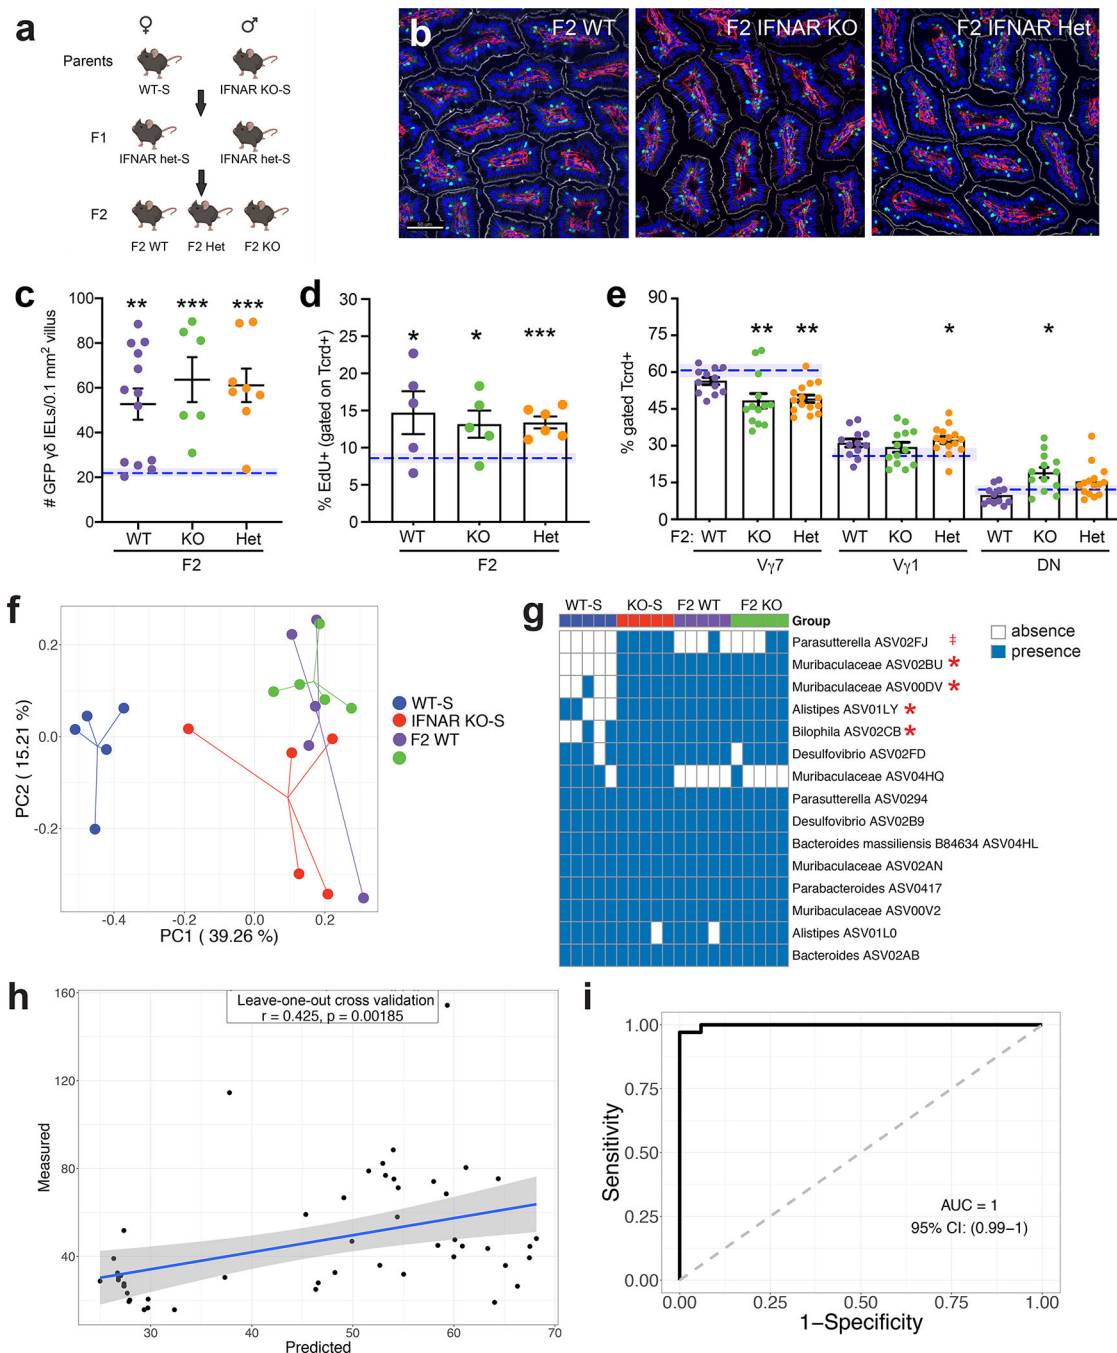 a
♀ ♂
Parents
WT-S IFNAR KO-S
F1
IFNAR het-S IFNAR het-S
F2
F2 WT F2 Het F2 KO
b
F2 WT
F2 IFNAR KO
F2 IFNAR Het
c
# GFP γδ IELs/0.1 mm² villus
100
80
60
40
20
0
** *** ***
WT KO Het
F2
d
% EdU+ (gated on Tcrd+)
30
25
20
15
10
5
0
* * ***
WT KO Het
F2
e
% gated Tcrd+
90
75
60
45
30
15
0
** ** * *
F2: WT KO Het WT KO Het WT KO Het
Vγ7 Vγ1 DN
f
PC2 ( 15.21 %)
0.2
0.0
-0.2
-0.4 -0.2 0.0 0.2
PC1 ( 39.26 %)
WT-S
IFNAR KO-S
F2 WT
g
WT-S KO-S F2 WT F2 KO
Group
absence
presence
Parasutterella ASV02FJ ‡
Muribaculaceae ASV02BU *
Muribaculaceae ASV00DV *
Alistipes ASV01LY *
Bilophila ASV02CB *
Desulfovibrio ASV02FD
Muribaculaceae ASV04HQ
Parasutterella ASV0294
Desulfovibrio ASV02B9
Bacteroides massiliensis B84634 ASV04HL
Muribaculaceae ASV02AN
Parabacteroides ASV0417
Muribaculaceae ASV00V2
Alistipes ASV01L0
Bacteroides ASV02AB
h
Leave-one-out cross validation
r = 0.425, p = 0.00185
Measured
160
120
80
40
30 40 50 60 70
Predicted
i
Sensitivity
1.00
0.75
0.50
0.25
0.00
AUC = 1
95% CI: (0.99−1)
0.00 0.25 0.50 0.75 1.00
1−Specificity